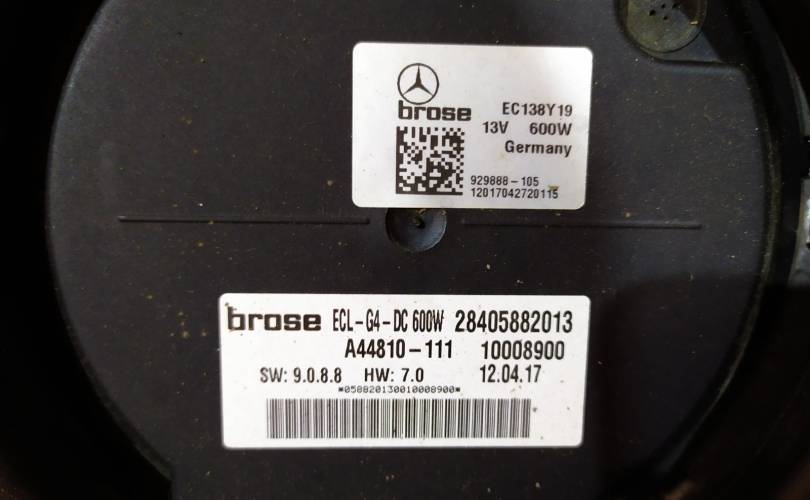 brose EC138Y19
13V 600W
Germany
929888-105
12017042720115
brose ECL-G4-DC 600W 28405882013
A44810-111 10008900
SW: 9.0.8.8 HW: 7.0 12.04.17
*058820130010008900*